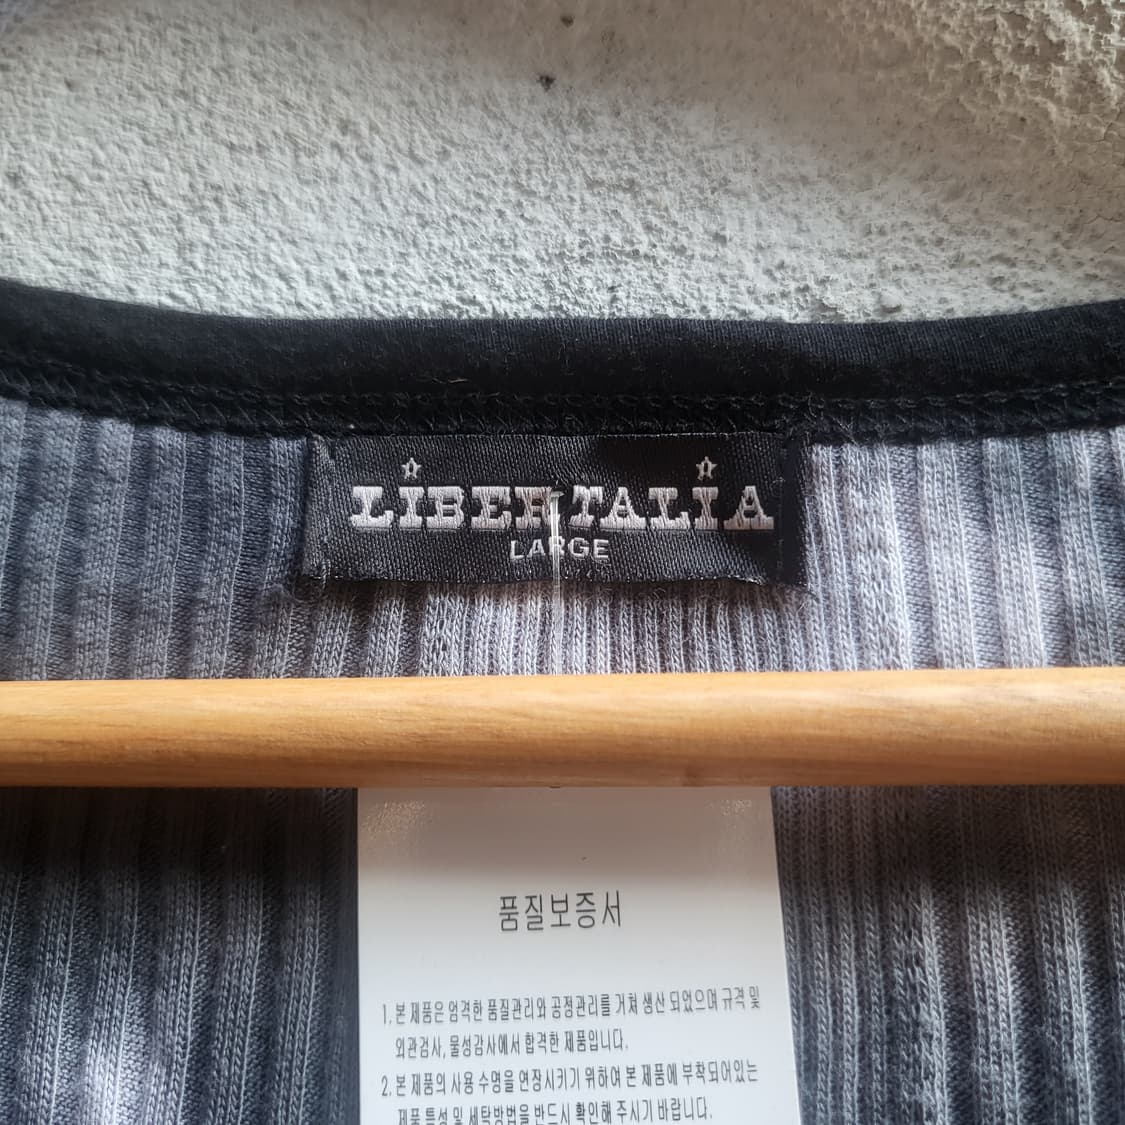 LIBERTALIA
LARGE
품질보증서
1. 본 제품은 엄격한 품질관리와 공정관리를 거쳐 생산 되었으며 규격 및
외관검사, 물성검사에서 합격한 제품입니다.
2. 본 제품의 사용 수명을 연장시키기 위하여 본 제품에 부착되어있는
제품 특성 및 세탁방법을 반드시 확인해 주시기 바랍니다.